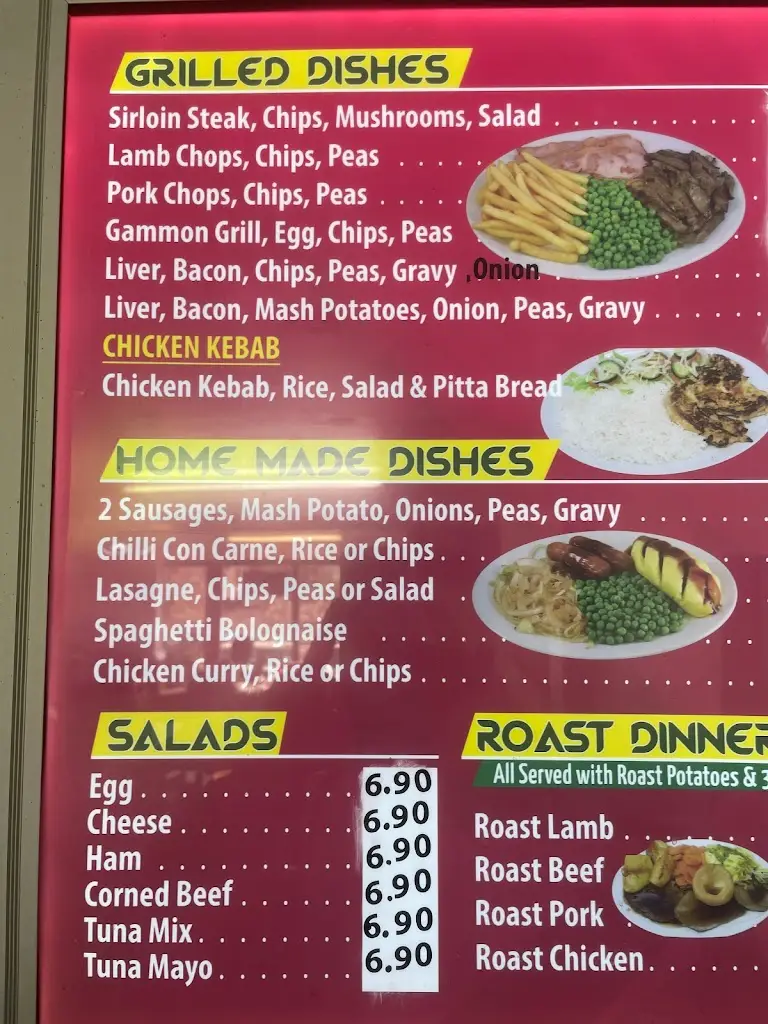 GRILLED DISHES
Sirloin Steak, Chips, Mushrooms, Salad
Lamb Chops, Chips, Peas
Pork Chops, Chips, Peas
Gammon Grill, Egg, Chips, Peas
Liver, Bacon, Chips, Peas, Gravy ,Onion
Liver, Bacon, Mash Potatoes, Onion, Peas, Gravy
CHICKEN KEBAB
Chicken Kebab, Rice, Salad & Pitta Bread
HOME MADE DISHES
2 Sausages, Mash Potato, Onions, Peas, Gravy
Chilli Con Carne, Rice or Chips
Lasagne, Chips, Peas or Salad
Spaghetti Bolognaise
Chicken Curry, Rice or Chips
SALADS
Egg 6.90
Cheese 6.90
Ham 6.90
Corned Beef 6.90
Tuna Mix 6.90
Tuna Mayo 6.90
ROAST DINNER
All Served with Roast Potatoes & 3
Roast Lamb
Roast Beef
Roast Pork
Roast Chicken